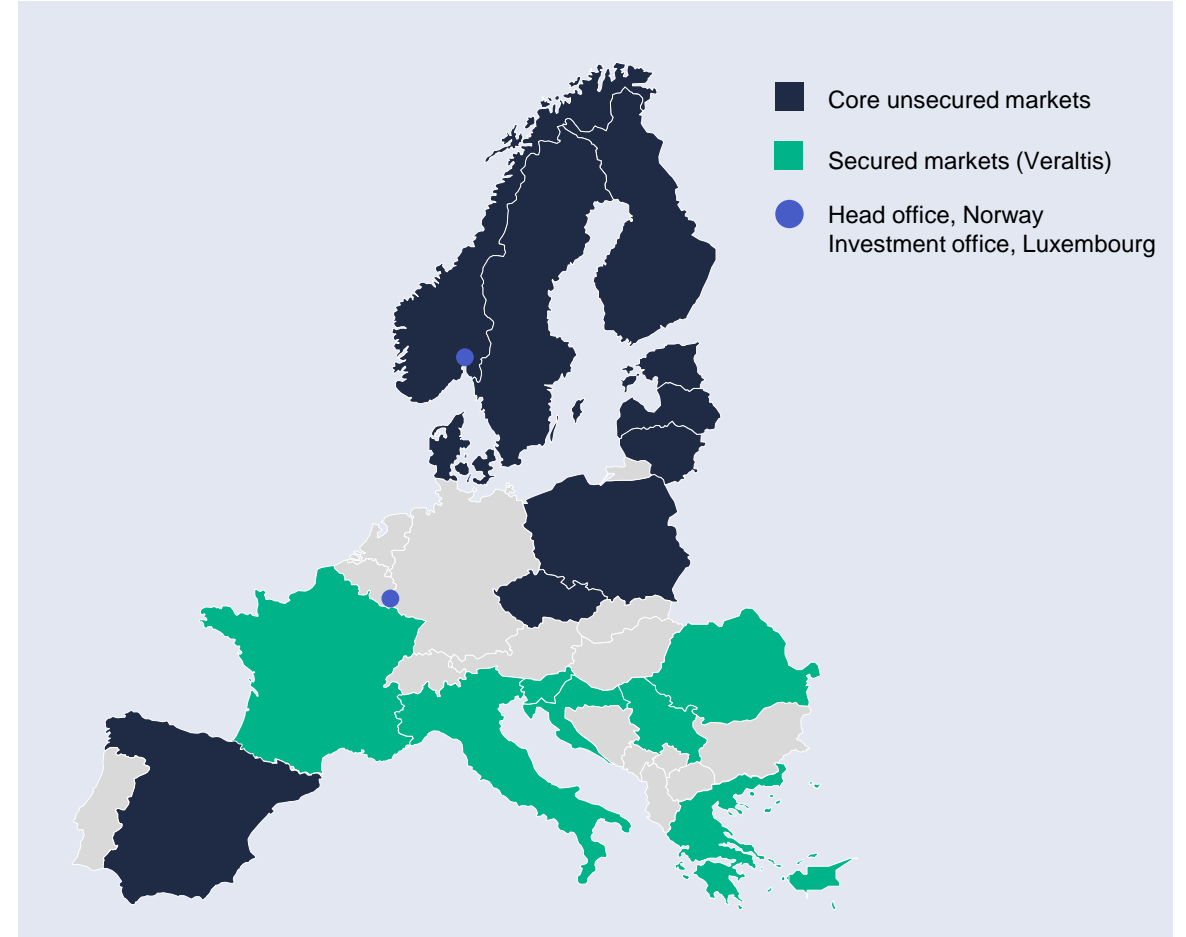 Core unsecured markets
Secured markets (Veraltis)
Head office, Norway
Investment office, Luxembourg